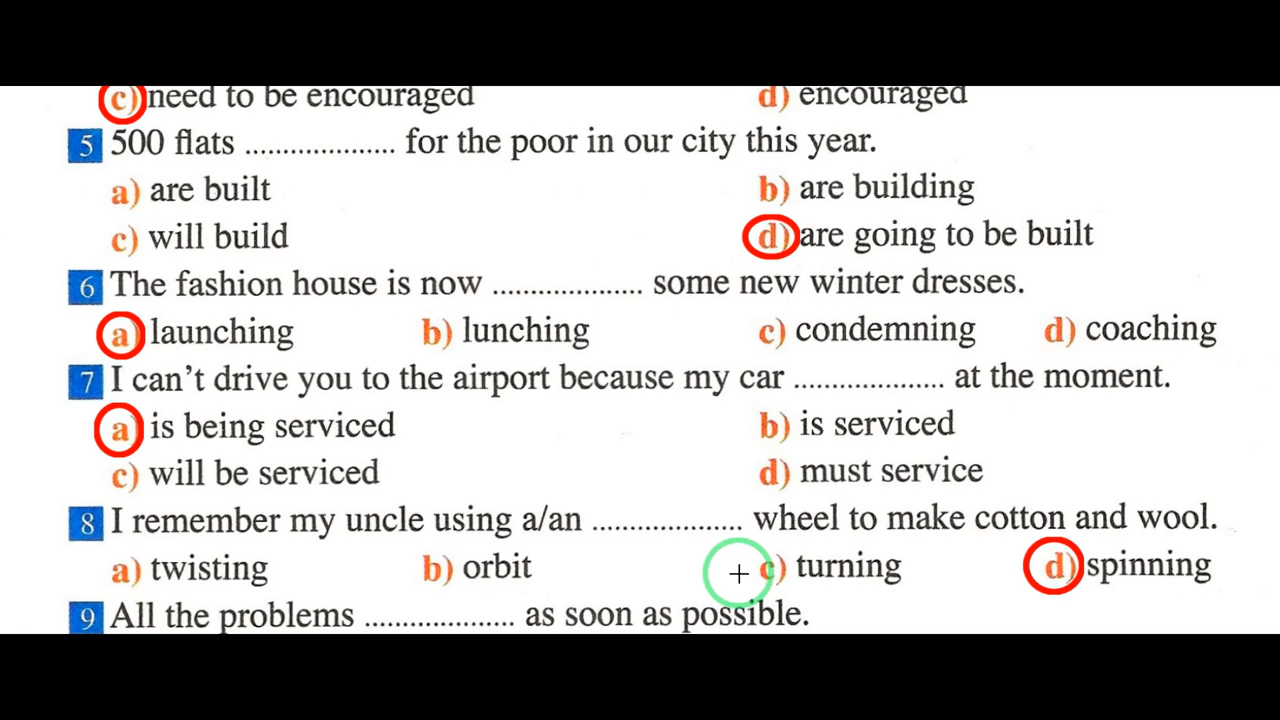 c) need to be encouraged d) encouraged
5 500 flats .................... for the poor in our city this year.
a) are built b) are building
c) will build d) are going to be built
6 The fashion house is now .................... some new winter dresses.
a) launching b) lunching c) condemning d) coaching
7 I can't drive you to the airport because my car .................... at the moment.
a) is being serviced b) is serviced
c) will be serviced d) must service
8 I remember my uncle using a/an .................... wheel to make cotton and wool.
a) twisting b) orbit c) turning d) spinning
9 All the problems .................... as soon as possible.